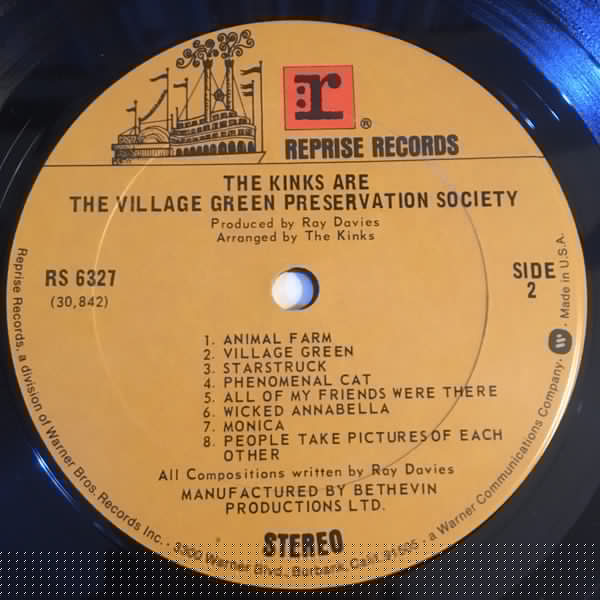 r ®
REPRISE RECORDS
THE KINKS ARE
THE VILLAGE GREEN PRESERVATION SOCIETY
Produced by Ray Davies
Arranged by The Kinks
RS 6327
(30,842)
SIDE
2
1. ANIMAL FARM
2. VILLAGE GREEN
3. STARSTRUCK
4. PHENOMENAL CAT
5. ALL OF MY FRIENDS WERE THERE
6. WICKED ANNABELLA
7. MONICA
8. PEOPLE TAKE PICTURES OF EACH
OTHER
All Compositions written by Ray Davies
MANUFACTURED BY BETHEVIN
PRODUCTIONS LTD.
STEREO
Reprise Records, a division of Warner Bros. Records Inc. · 3300 Warner Blvd., Burbank, Calif. 91505 · a Warner Communications Company. W · Made in U.S.A.